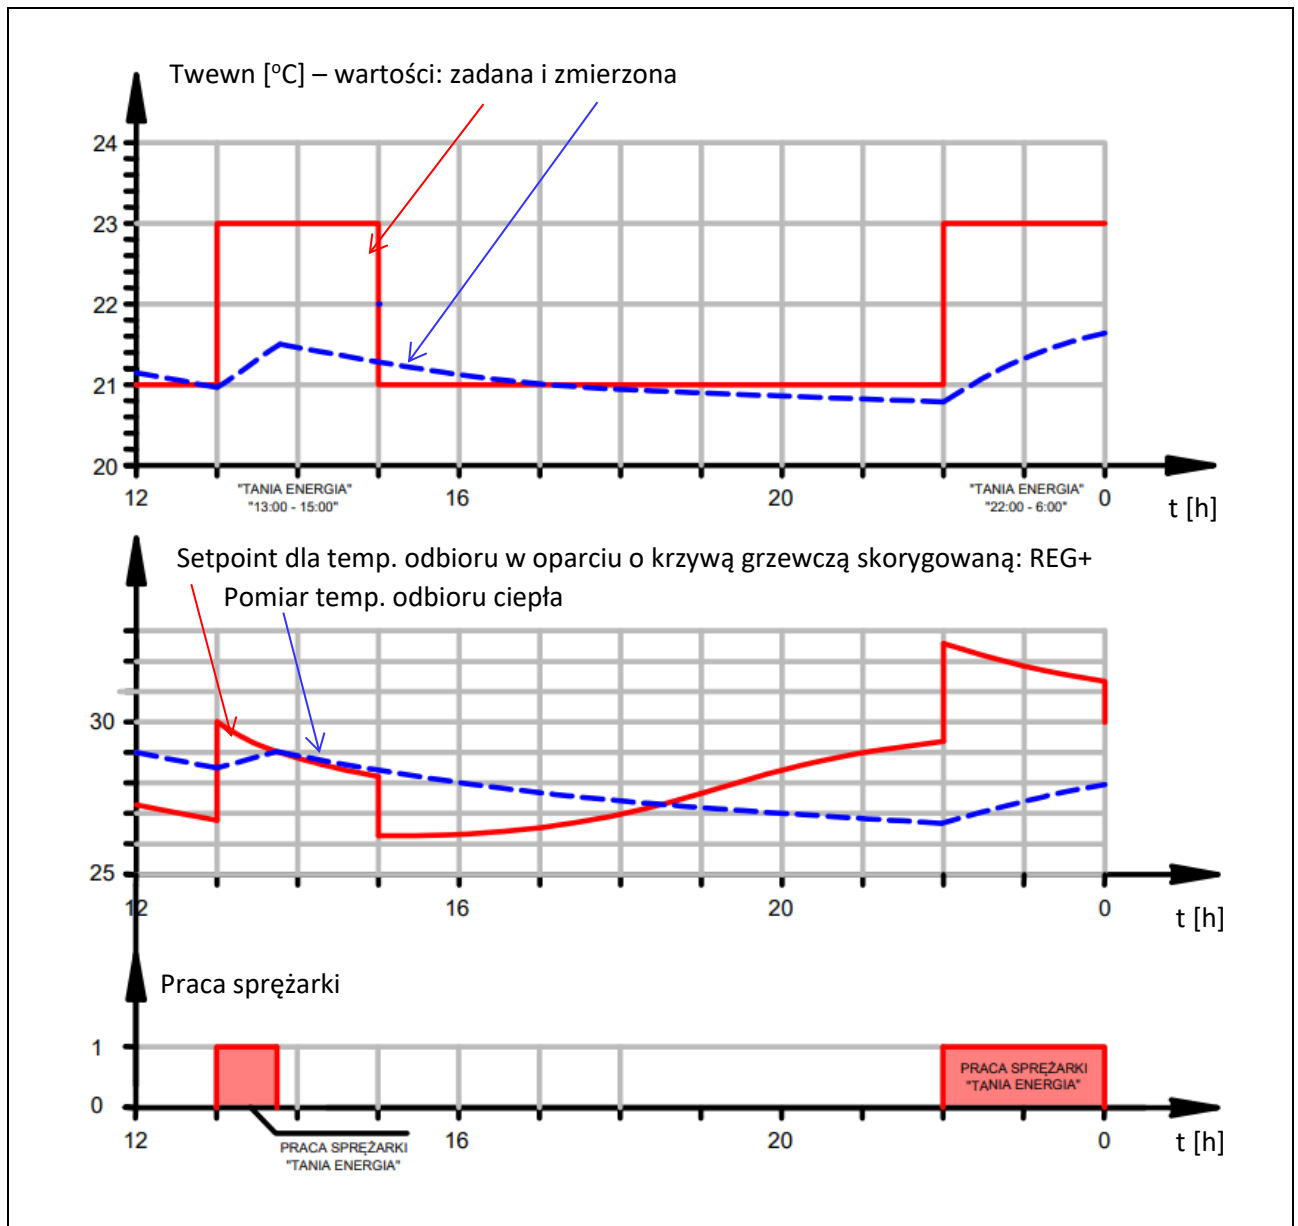 Twewn [°C] – wartości: zadana i zmierzona
24
23
22
21
20
12
"TANIA ENERGIA"
"13:00 - 15:00"
16
20
"TANIA ENERGIA"
"22:00 - 6:00"
0
t [h]
Setpoint dla temp. odbioru w oparciu o krzywą grzewczą skorygowaną: REG+
Pomiar temp. odbioru ciepła
30
25
12
16
20
0
t [h]
Praca sprężarki
1
0
PRACA SPRĘŻARKI
"TANIA ENERGIA"
12
PRACA SPRĘŻARKI
"TANIA ENERGIA"
16
20
0
t [h]